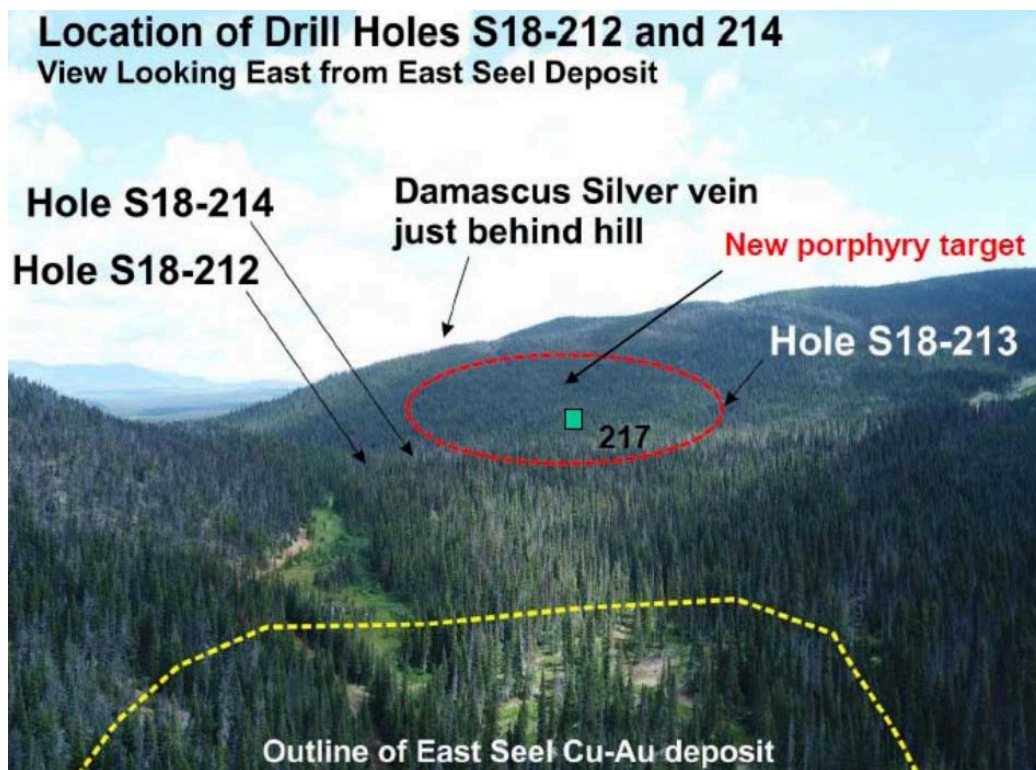 Location of Drill Holes S18-212 and 214
View Looking East from East Seel Deposit
Hole S18-214
Hole S18-212
Damascus Silver vein
just behind hill
New porphyry target
Hole S18-213
217
Outline of East Seel Cu-Au deposit